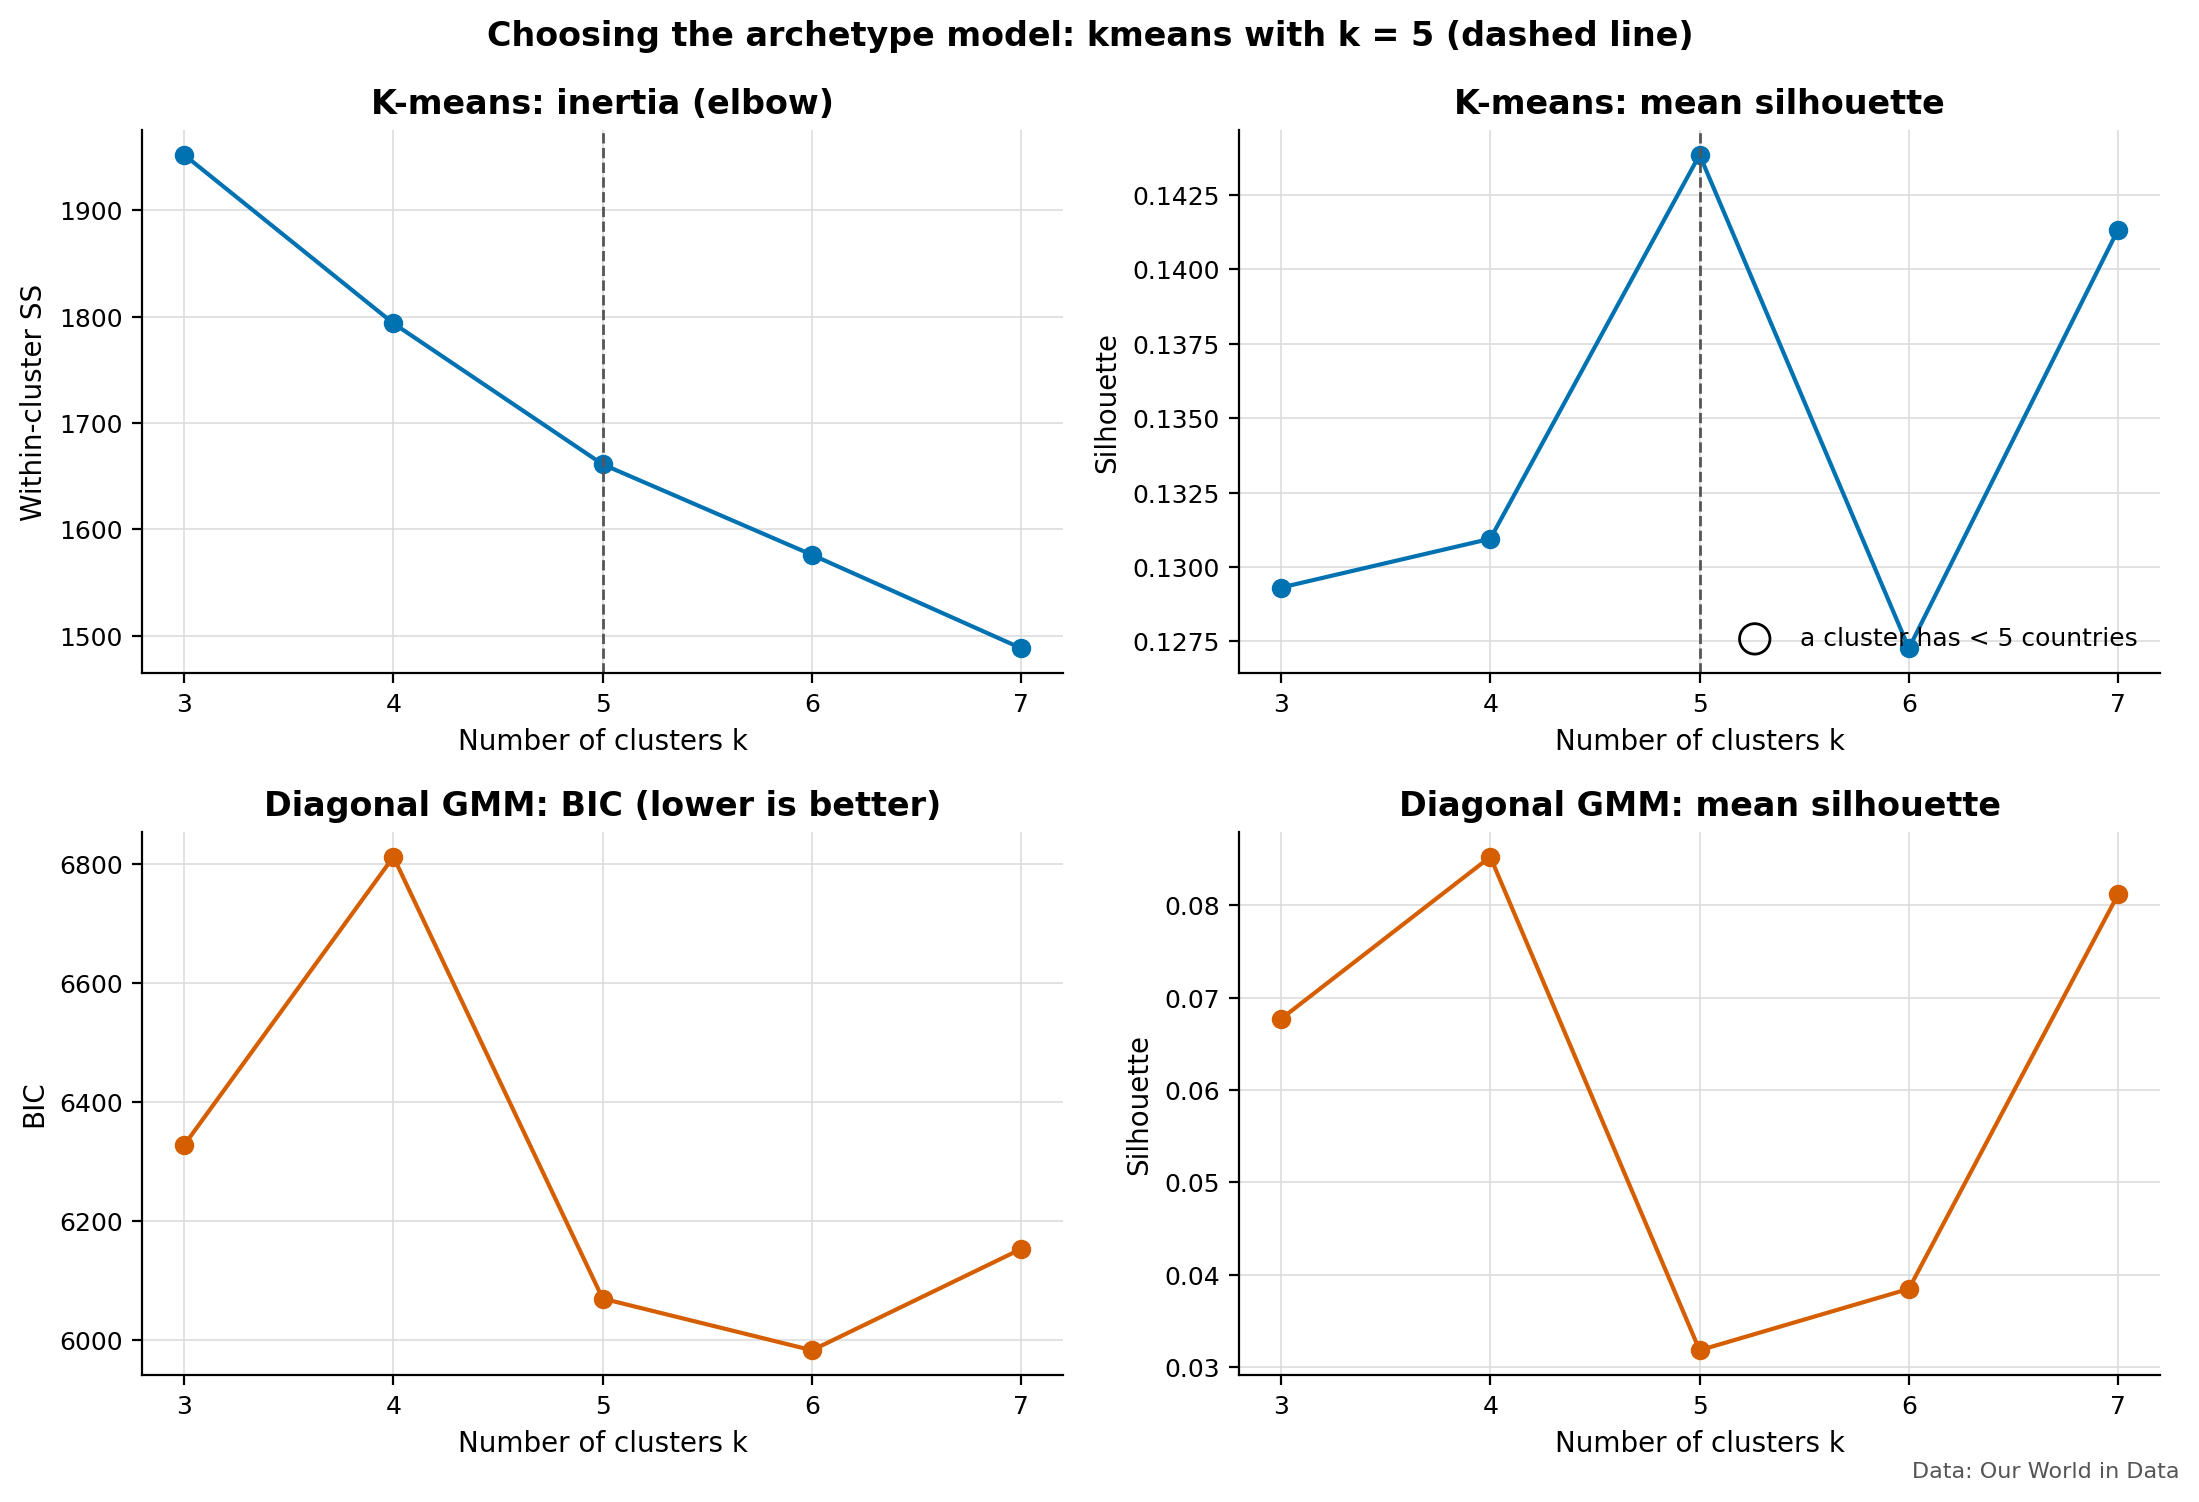 Choosing the archetype model: kmeans with k = 5 (dashed line)
K-means: inertia (elbow)
Within-cluster SS
1900
1800
1700
1600
1500
3 4 5 6 7
Number of clusters k
K-means: mean silhouette
Silhouette
0.1425
0.1400
0.1375
0.1350
0.1325
0.1300
0.1275
a cluster has < 5 countries
3 4 5 6 7
Number of clusters k
Diagonal GMM: BIC (lower is better)
BIC
6800
6600
6400
6200
6000
3 4 5 6 7
Number of clusters k
Diagonal GMM: mean silhouette
Silhouette
0.08
0.07
0.06
0.05
0.04
0.03
3 4 5 6 7
Number of clusters k
Data: Our World in Data